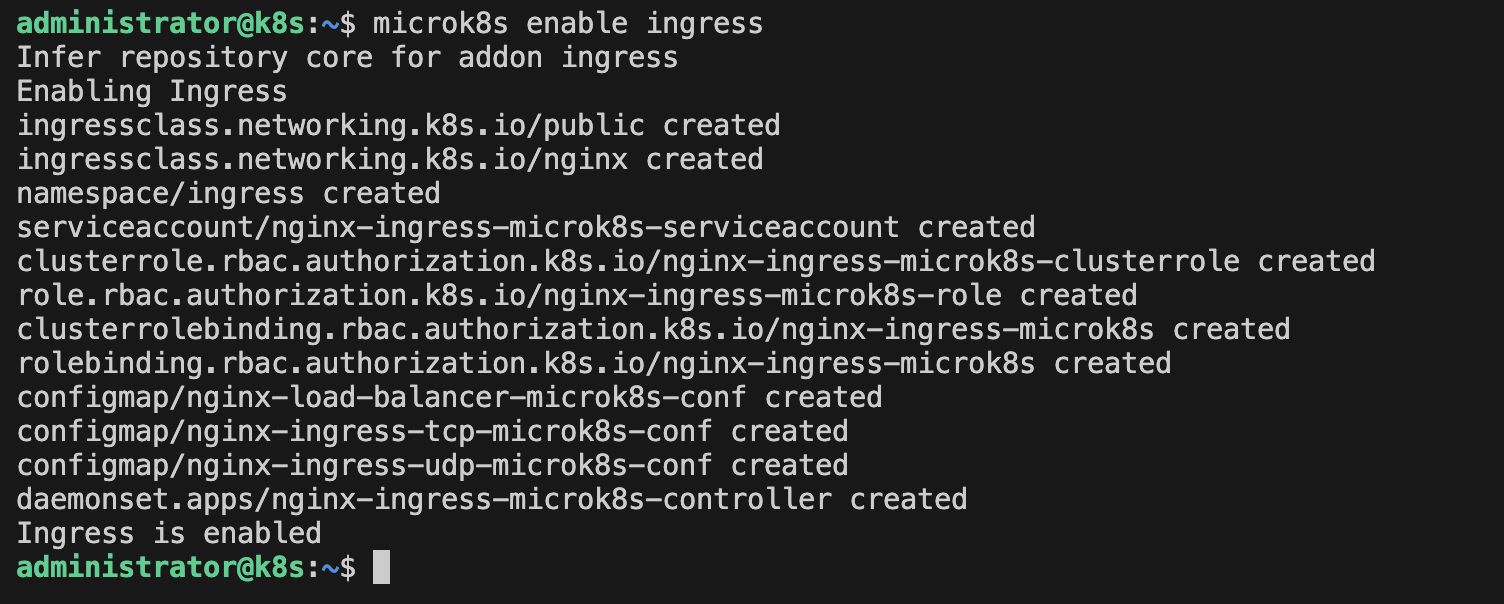 administrator@k8s:~$ microk8s enable ingress
Infer repository core for addon ingress
Enabling Ingress
ingressclass.networking.k8s.io/public created
ingressclass.networking.k8s.io/nginx created
namespace/ingress created
serviceaccount/nginx-ingress-microk8s-serviceaccount created
clusterrole.rbac.authorization.k8s.io/nginx-ingress-microk8s-clusterrole created
role.rbac.authorization.k8s.io/nginx-ingress-microk8s-role created
clusterrolebinding.rbac.authorization.k8s.io/nginx-ingress-microk8s created
rolebinding.rbac.authorization.k8s.io/nginx-ingress-microk8s created
configmap/nginx-load-balancer-microk8s-conf created
configmap/nginx-ingress-tcp-microk8s-conf created
configmap/nginx-ingress-udp-microk8s-conf created
daemonset.apps/nginx-ingress-microk8s-controller created
Ingress is enabled
administrator@k8s:~$